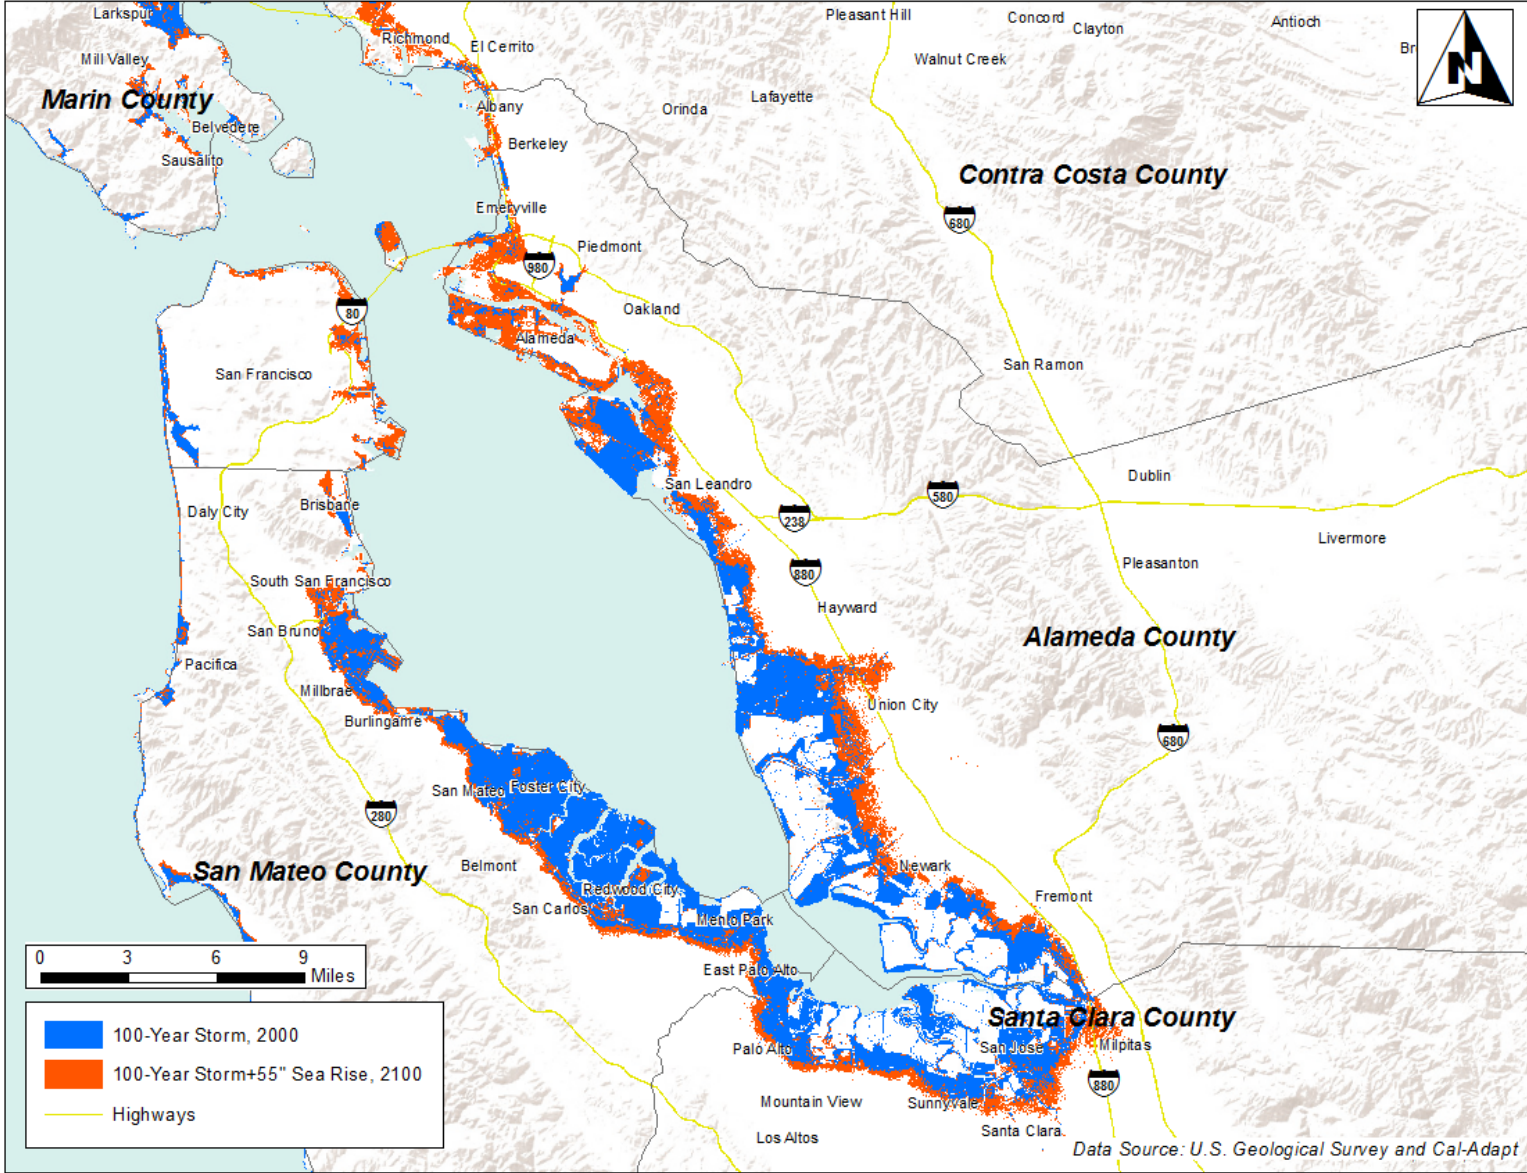 Larkspur
Pleasant Hill
Concord
Clayton
Antioch
Richmond
El Cerrito
Br
Mill Valley
Walnut Creek
N
Marin County
Albany
Orinda
Lafayette
Belvedere
Berkeley
Sausalito
Contra Costa County
Emeryville
680
Piedmont
980
80
Oakland
Alameda
San Francisco
San Ramon
San Leandro
Dublin
580
Daly City
Brisbane
238
Livermore
880
Pleasanton
South San Francisco
Hayward
San Bruno
Alameda County
Pacifica
Millbrae
Union City
Burlingame
680
San Mateo
Foster City
280
San Mateo County
Belmont
Newark
Redwood City
Fremont
San Carlos
Menlo Park
0 3 6 9
Miles
East Palo Alto
Santa Clara County
100-Year Storm, 2000
Palo Alto
San Jose
Milpitas
100-Year Storm+55" Sea Rise, 2100
880
Mountain View
Sunnyvale
Highways
Los Altos
Santa Clara
Data Source: U.S. Geological Survey and Cal-Adapt